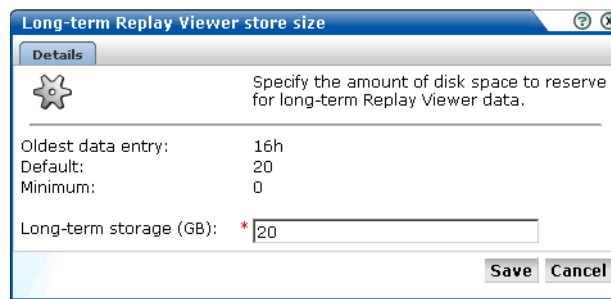 Long-term Replay Viewer store size
Details
Specify the amount of disk space to reserve
for long-term Replay Viewer data.
Oldest data entry: 16h
Default: 20
Minimum: 0
Long-term storage (GB): * 20
Save Cancel